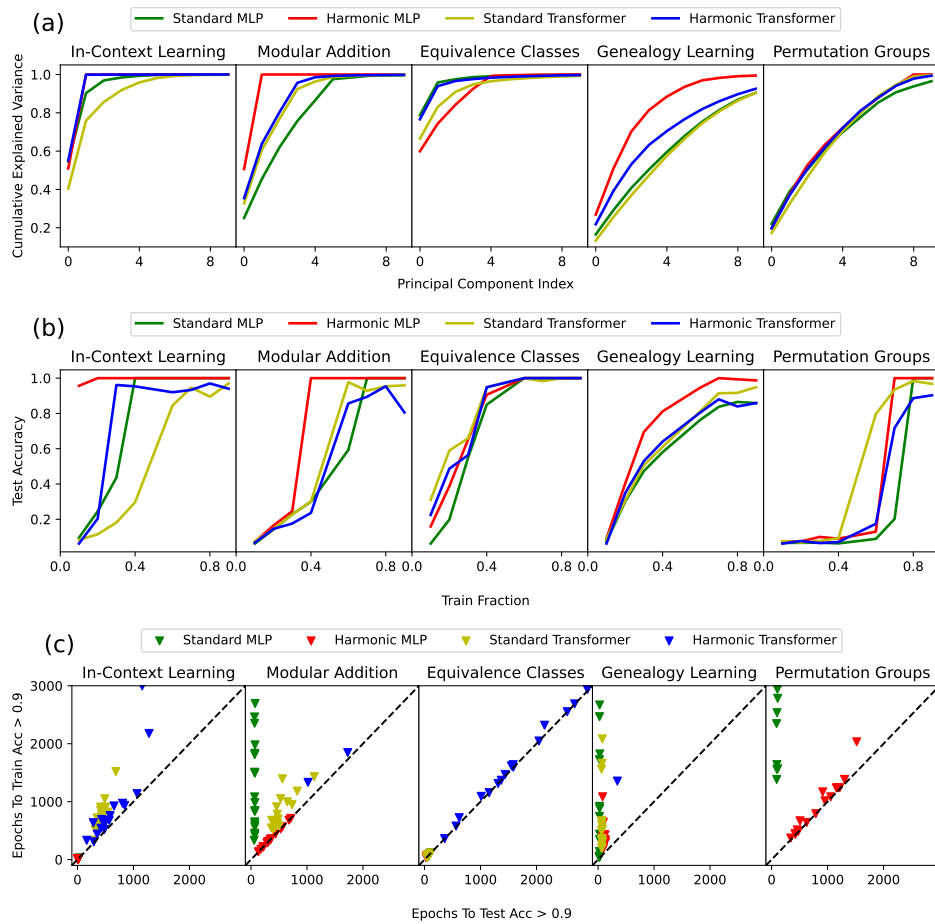 (a)
Standard MLP Harmonic MLP Standard Transformer Harmonic Transformer
In-Context Learning Modular Addition Equivalence Classes Genealogy Learning Permutation Groups
Cumulative Explained Variance
1.0
0.8
0.6
0.4
0.2
0 4 8 0 4 8 0 4 8 0 4 8 0 4 8
Principal Component Index
(b)
Standard MLP Harmonic MLP Standard Transformer Harmonic Transformer
In-Context Learning Modular Addition Equivalence Classes Genealogy Learning Permutation Groups
Test Accuracy
1.0
0.8
0.6
0.4
0.2
0.0 0.4 0.8 0.0 0.4 0.8 0.0 0.4 0.8 0.0 0.4 0.8 0.0 0.4 0.8
Train Fraction
(c)
Standard MLP Harmonic MLP Standard Transformer Harmonic Transformer
In-Context Learning Modular Addition Equivalence Classes Genealogy Learning Permutation Groups
Epochs To Train Acc > 0.9
3000
2000
1000
0
0 1000 2000 0 1000 2000 0 1000 2000 0 1000 2000 0 1000 2000
Epochs To Test Acc > 0.9